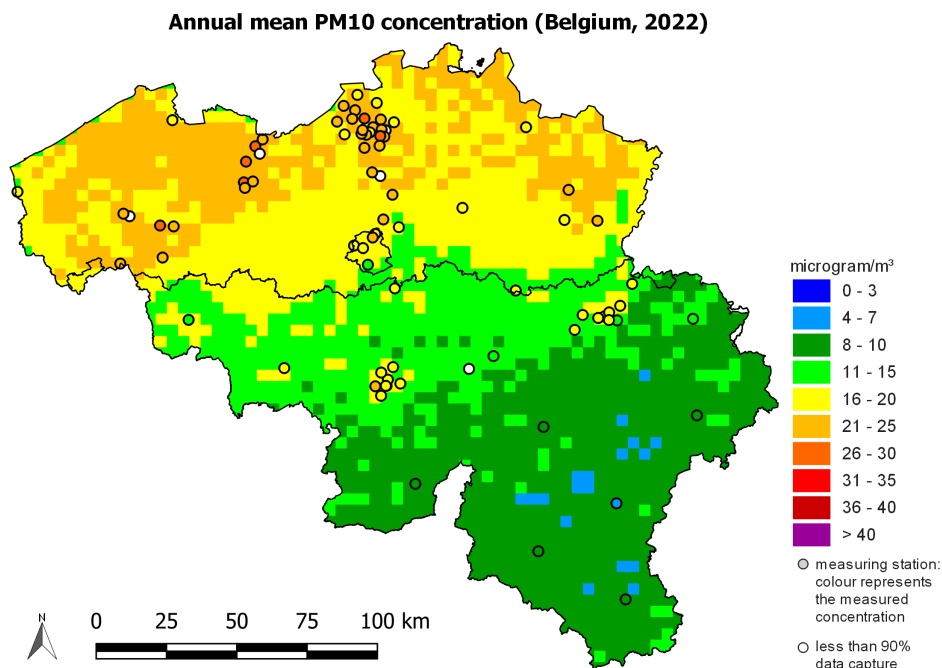 Annual mean PM10 concentration (Belgium, 2022)
microgram/m³
0 - 3
4 - 7
8 - 10
11 - 15
16 - 20
21 - 25
26 - 30
31 - 35
36 - 40
> 40
measuring station:
colour represents
the measured
concentration
less than 90%
data capture
N
0 25 50 75 100 km